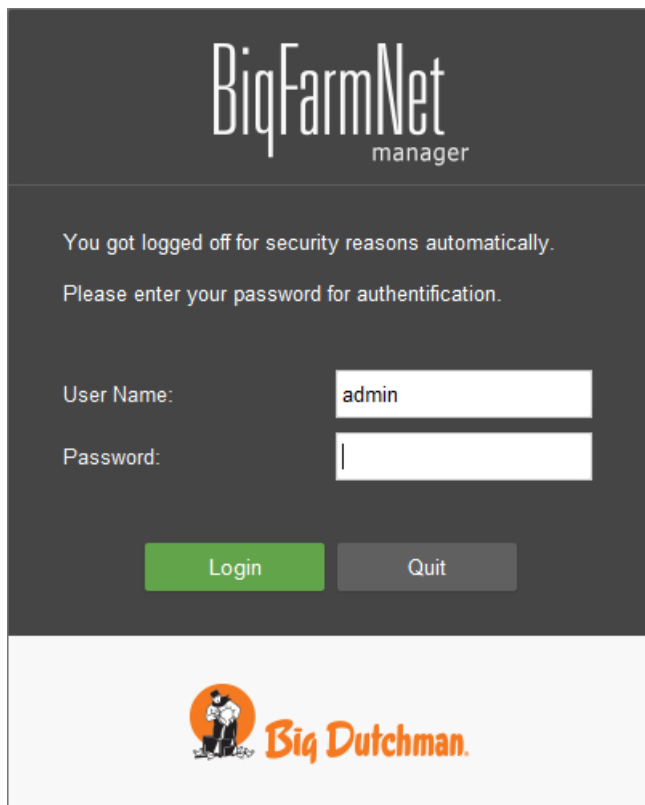 BigFarmNet
manager
You got logged off for security reasons automatically.
Please enter your password for authentification.
User Name: admin
Password:
Login Quit
Big Dutchman.